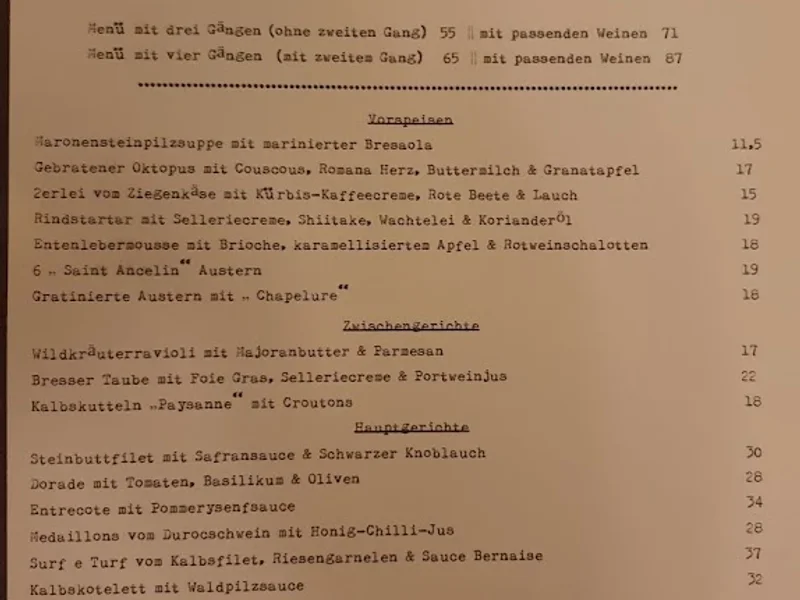 Menü mit drei Gängen (ohne zweiten Gang) 55 || mit passenden Weinen 71
Menü mit vier Gängen (mit zweitem Gang) 65 || mit passenden Weinen 87
Vorspeisen
Maronensteinpilzsuppe mit marinierter Bresaola 11,5
Gebratener Oktopus mit Couscous, Romana Herz, Buttermilch & Granatapfel 17
2erlei vom Ziegenkäse mit Kürbis-Kaffeecreme, Rote Beete & Lauch 15
Rindstartar mit Selleriecreme, Shiitake, Wachtelei & Korianderöl 19
Entenlebermousse mit Brioche, karamellisiertem Apfel & Rotweinschalotten 18
6 „ Saint Ancelin“ Austern 19
Gratinierte Austern mit „ Chapelure“ 18
Zwischengerichte
Wildkräuterravioli mit Majoranbutter & Parmesan 17
Bresser Taube mit Foie Gras, Selleriecreme & Portweinjus 22
Kalbskutteln „Paysanne“ mit Croutons 18
Hauptgerichte
Steinbuttfilet mit Safransauce & Schwarzer Knoblauch 30
Dorade mit Tomaten, Basilikum & Oliven 28
Entrecote mit Pommerysenfsauce 34
Medaillons vom Durocschwein mit Honig-Chilli-Jus 28
Surf e Turf vom Kalbsfilet, Riesengarnelen & Sauce Bernaise 37
Kalbskotelett mit Waldpilzsauce 32